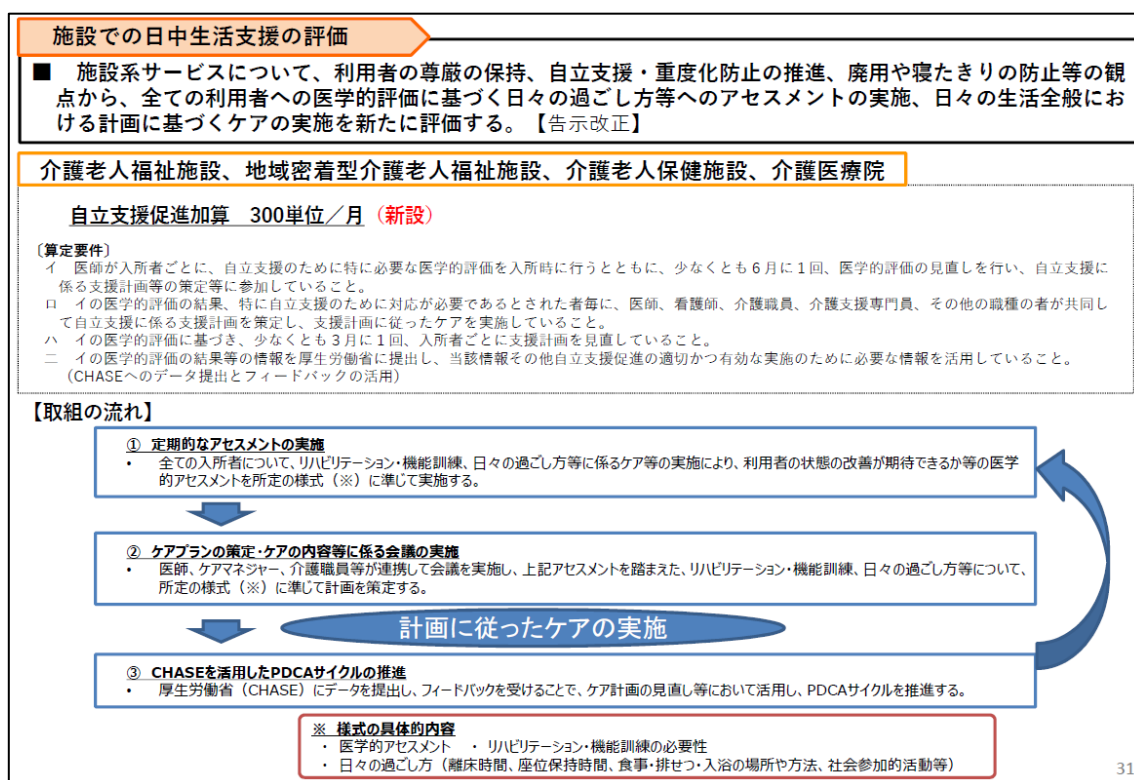 施設での日中生活支援の評価
■　施設系サービスについて、利用者の尊厳の保持、自立支援・重度化防止の推進、廃用や寝たきりの防止等の観
点から、全ての利用者への医学的評価に基づく日々の過ごし方等へのアセスメントの実施、日々の生活全般にお
ける計画に基づくケアの実施を新たに評価する。【告示改正】
介護老人福祉施設、地域密着型介護老人福祉施設、介護老人保健施設、介護医療院
自立支援促進加算　300単位／月（新設）
〔算定要件〕
イ　医師が入所者ごとに、自立支援のために特に必要な医学的評価を入所時に行うとともに、少なくとも６月に１回、医学的評価の見直しを行い、自立支援に
係る支援計画等の策定等に参加していること。
ロ　イの医学的評価の結果、特に自立支援のために対応が必要であるとされた者毎に、医師、看護師、介護職員、介護支援専門員、その他の職種の者が共同し
て自立支援に係る支援計画を策定し、支援計画に従ったケアを実施していること。
ハ　イの医学的評価に基づき、少なくとも３月に１回、入所者ごとに支援計画を見直していること。
ニ　イの医学的評価の結果等の情報を厚生労働省に提出し、当該情報その他自立支援促進の適切かつ有効な実施のために必要な情報を活用していること。
（CHASEへのデータ提出とフィードバックの活用）
【取組の流れ】
① 定期的なアセスメントの実施
・ 全ての入所者について、リハビリテーション・機能訓練、日々の過ごし方等に係るケア等の実施により、利用者の状態の改善が期待できるか等の医学
的アセスメントを所定の様式（※）に準じて実施する。
② ケアプランの策定・ケアの内容等に係る会議の実施
・ 医師、ケアマネジャー、介護職員等が連携して会議を実施し、上記アセスメントを踏まえた、リハビリテーション・機能訓練、日々の過ごし方等について、
所定の様式（※）に準じて計画を策定する。
計画に従ったケアの実施
③ CHASEを活用したPDCAサイクルの推進
・ 厚生労働省（CHASE）にデータを提出し、フィードバックを受けることで、ケア計画の見直し等において活用し、PDCAサイクルを推進する。
※ 様式の具体的内容
・ 医学的アセスメント　・ リハビリテーション・機能訓練の必要性
・ 日々の過ごし方（離床時間、座位保持時間、食事・排せつ・入浴の場所や方法、社会参加的活動等）
31